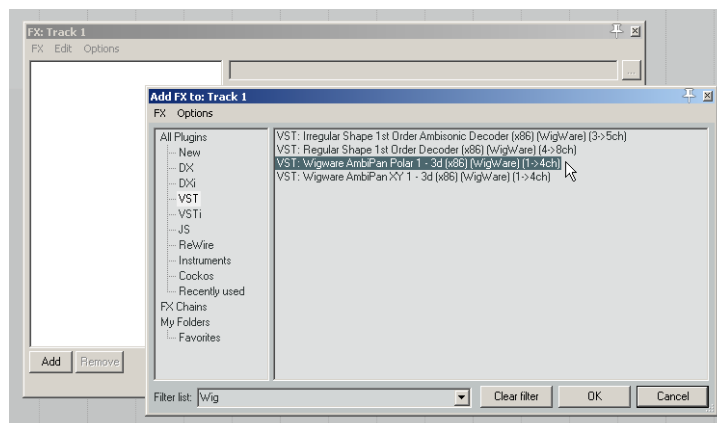 FX: Track 1
FX Edit Options
...
Add FX to: Track 1
FX Options
All Plugins
New
DX
DXi
VST
VSTi
JS
ReWire
Instruments
Cockos
Recently used
FX Chains
My Folders
Favorites
VST: Irregular Shape 1st Order Ambisonic Decoder (x86) (WigWare) (3->5ch)
VST: Regular Shape 1st Order Decoder (x86) (WigWare) (4->8ch)
VST: Wigware AmbiPan Polar 1 - 3d (x86) (WigWare) (1->4ch)
VST: Wigware AmbiPan XY 1 - 3d (x86) (WigWare) (1->4ch)
Add Remove
Filter list: Wig Clear filter OK Cancel